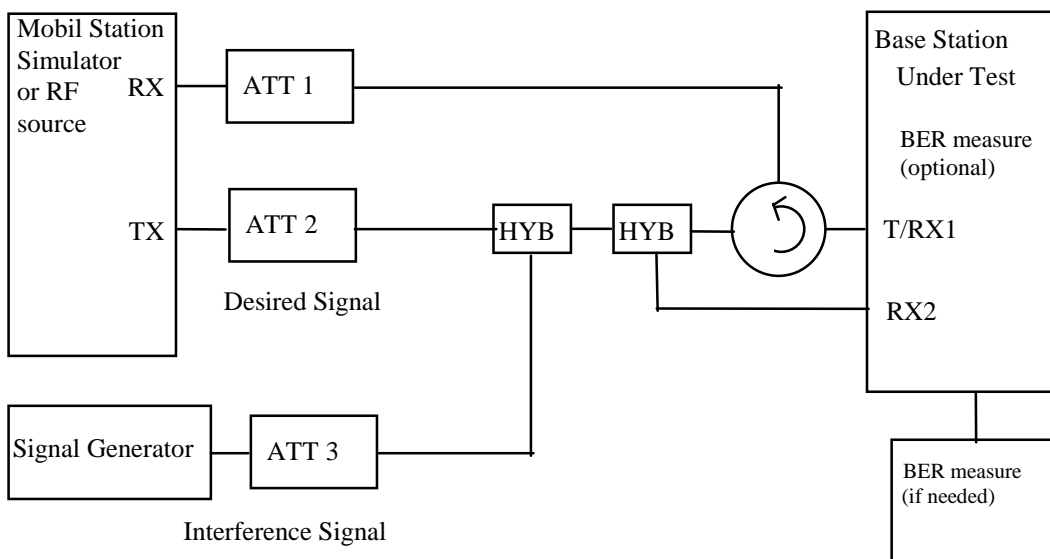 Mobil Station
Simulator
or RF
source
RX
TX
ATT 1
ATT 2
Desired Signal
HYB
HYB
Base Station
Under Test
BER measure
(optional)
T/RX1
RX2
Signal Generator
ATT 3
Interference Signal
BER measure
(if needed)